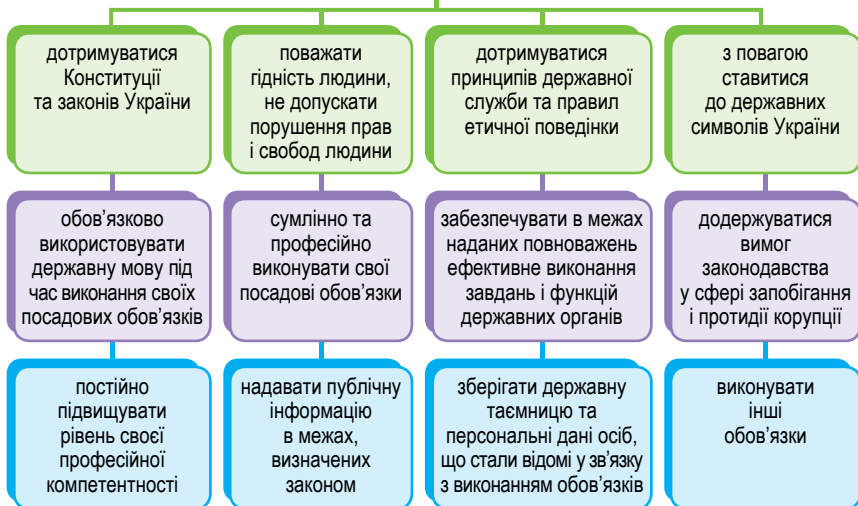 дотримуватися
Конституції
та законів України
поважати
гідність людини,
не допускати
порушення прав
і свобод людини
дотримуватися
принципів державної
служби та правил
етичної поведінки
з повагою
ставитися
до державних
символів України
обов’язково
використовувати
державну мову під
час виконання своїх
посадових обов’язків
сумлінно та
професійно
виконувати свої
посадові обов’язки
забезпечувати в межах
наданих повноважень
ефективне виконання
завдань і функцій
державних органів
додержуватися
вимог
законодавства
у сфері запобігання
і протидії корупції
постійно
підвищувати
рівень своєї
професійної
компетентності
надавати публічну
інформацію
в межах,
визначених
законом
зберігати державну
таємницю та
персональні дані осіб,
що стали відомі у зв’язку
з виконанням обов’язків
виконувати
інші
обов’язки